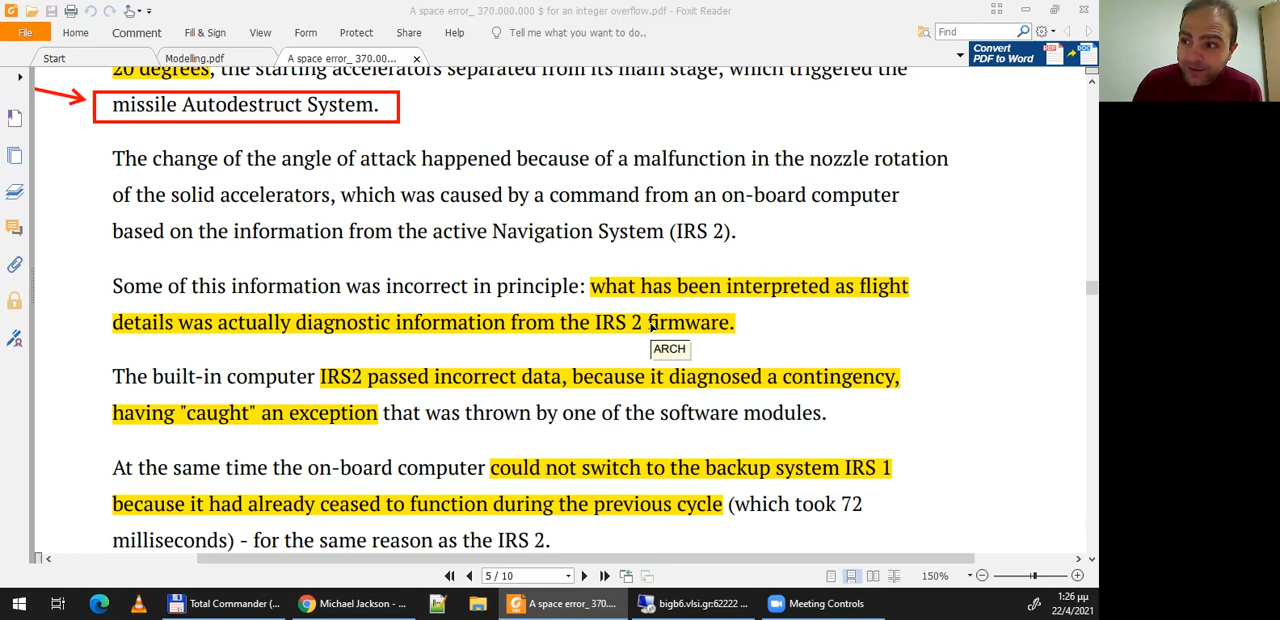 A space error_ 370.000.000 $ for an integer overflow.pdf - Foxit Reader
File Home Comment Fill & Sign View Form Protect Share Help Tell me what you want to do.. Find
Start Modelling.pdf A space error_ 370.00... Convert
PDF to Word
20 degrees, the starting accelerators separated from its main stage, which triggered the
missile Autodestruct System.
The change of the angle of attack happened because of a malfunction in the nozzle rotation
of the solid accelerators, which was caused by a command from an on-board computer
based on the information from the active Navigation System (IRS 2).
Some of this information was incorrect in principle: what has been interpreted as flight
details was actually diagnostic information from the IRS 2 firmware.
ARCH
The built-in computer IRS2 passed incorrect data, because it diagnosed a contingency,
having "caught" an exception that was thrown by one of the software modules.
At the same time the on-board computer could not switch to the backup system IRS 1
because it had already ceased to function during the previous cycle (which took 72
milliseconds) - for the same reason as the IRS 2.
5 / 10 150%
Total Commander (... Michael Jackson - ... A space error_ 370.... bigb6.vlsi.gr:62222 ... Meeting Controls 1:26 μμ
22/4/2021